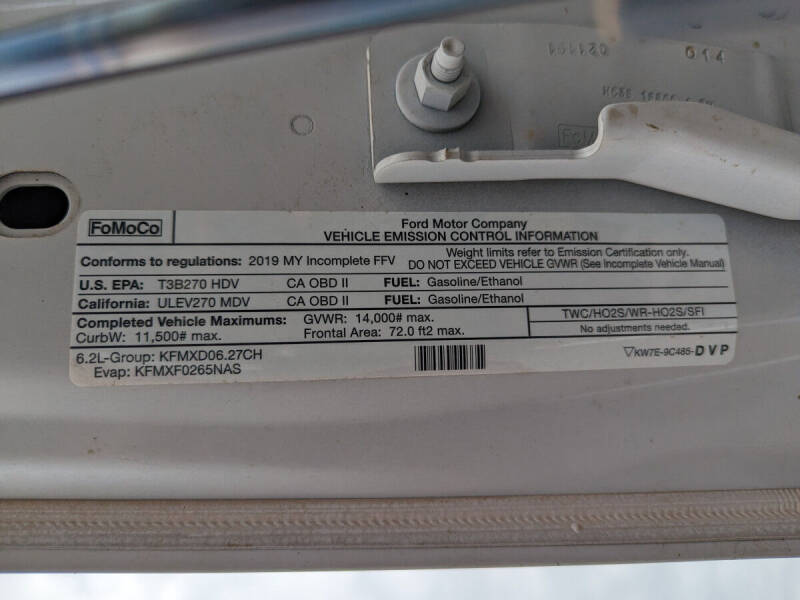 614
FoMoCo
Ford Motor Company
VEHICLE EMISSION CONTROL INFORMATION
Conforms to regulations: 2019 MY Incomplete FFV
Weight limits refer to Emission Certification only.
DO NOT EXCEED VEHICLE GVWR (See Incomplete Vehicle Manual)
U.S. EPA: T3B270 HDV CA OBD II FUEL: Gasoline/Ethanol
California: ULEV270 MDV CA OBD II FUEL: Gasoline/Ethanol
Completed Vehicle Maximums: GVWR: 14,000# max.
CurbW: 11,500# max. Frontal Area: 72.0 ft2 max.
TWC/HO2S/WR-HO2S/SFI
No adjustments needed.
6.2L-Group: KFMXD06.27CH
Evap: KFMXF0265NAS
KW7E-9C485-DVP